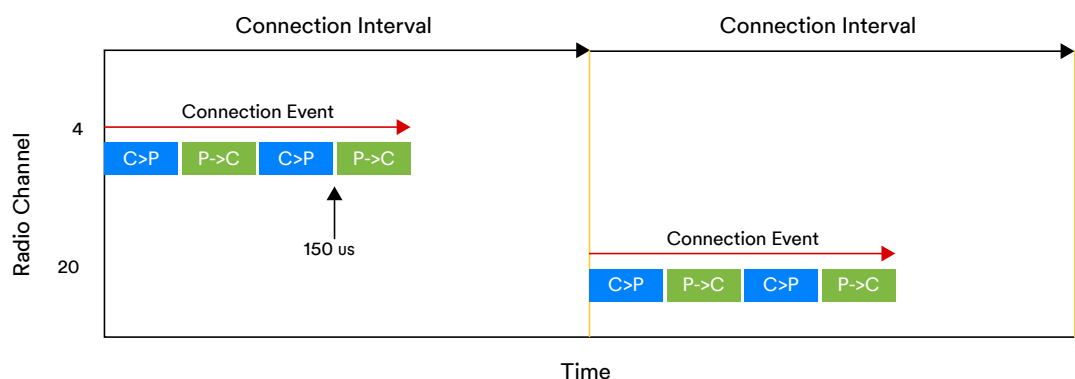 Connection Interval
Connection Interval
Connection Event
4
C>P
P->C
C>P
P->C
150 us
Radio Channel
Connection Event
20
C>P
P->C
C>P
P->C
Time